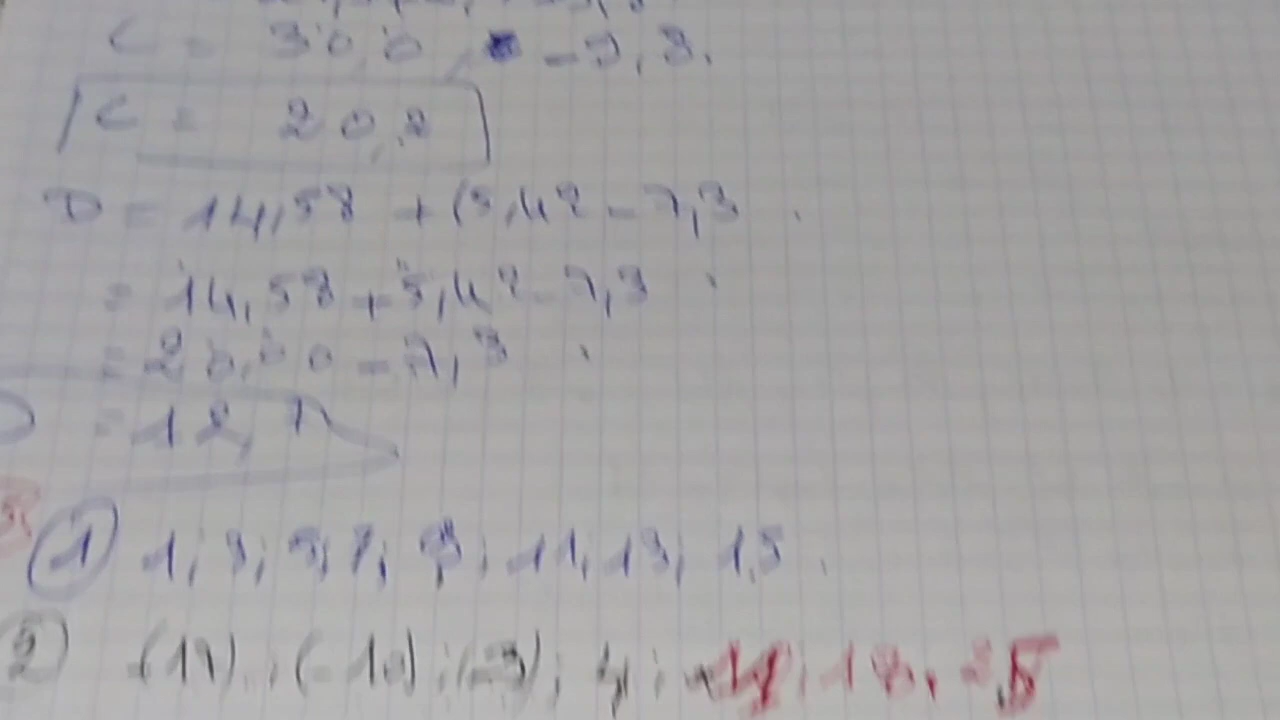 C = 30,0 - 9,8.
C = 20,2
D = 14,58 + (5,42 - 7,3
= 14,58 + 5,42 - 7,3
= 20,00 - 7,3
D = 12,7
1 1; 3; 5; 7; 9; 11; 13; 15
2) -(17); (-10); (-3); 4; 11; 18; 25